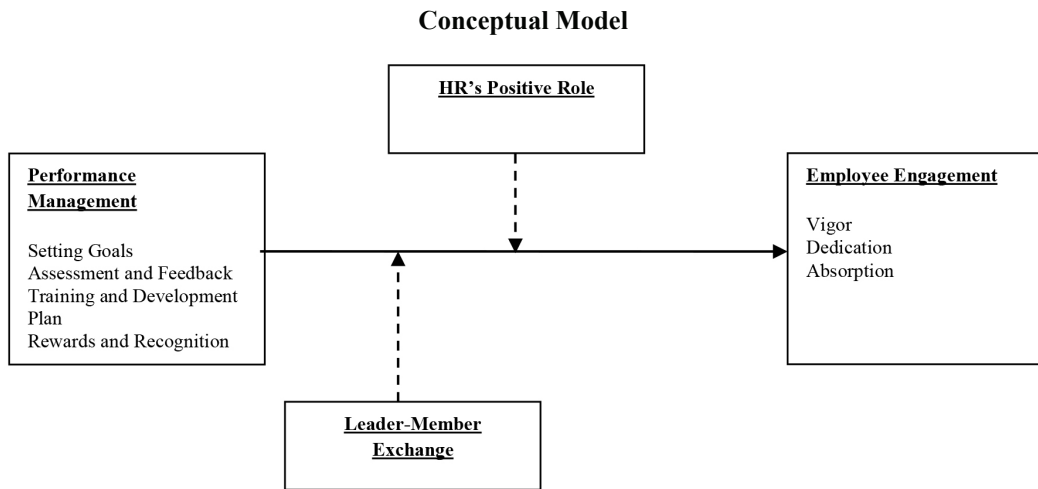 Conceptual Model
HR's Positive Role
Performance
Management
Setting Goals
Assessment and Feedback
Training and Development
Plan
Rewards and Recognition
Employee Engagement
Vigor
Dedication
Absorption
Leader-Member
Exchange